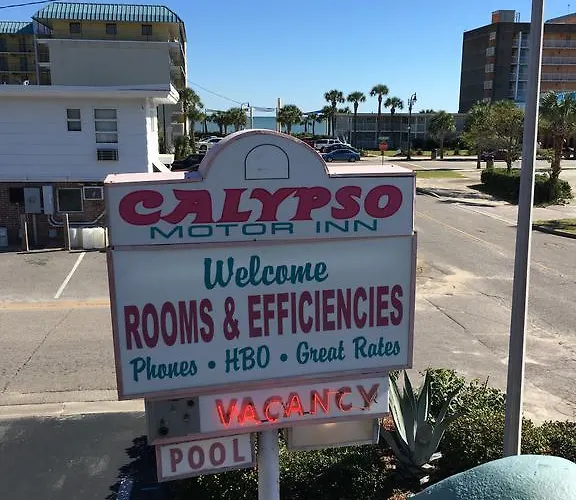 CALYPSO
MOTOR INN
Welcome
ROOMS & EFFICIENCIES
Phones • HBO • Great Rates
VACANCY
POOL